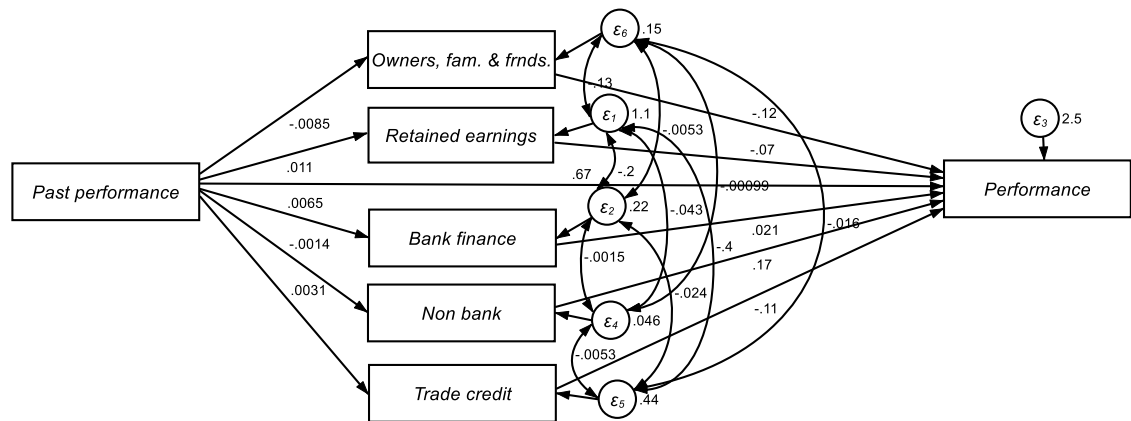 ε6
.15
Owners, fam. & frnds.
-.0085
-.13
-.12
ε1
1.1
ε3
2.5
Retained earnings
-.0053
.011
-.07
.67
-.2
Past performance
-.00099
Performance
.0065
ε2
.22
-.043
Bank finance
.021
-.016
-.0014
-.4
-.0015
.17
.0031
-.024
Non bank
ε4
.046
-.11
-.0053
Trade credit
ε5
.44